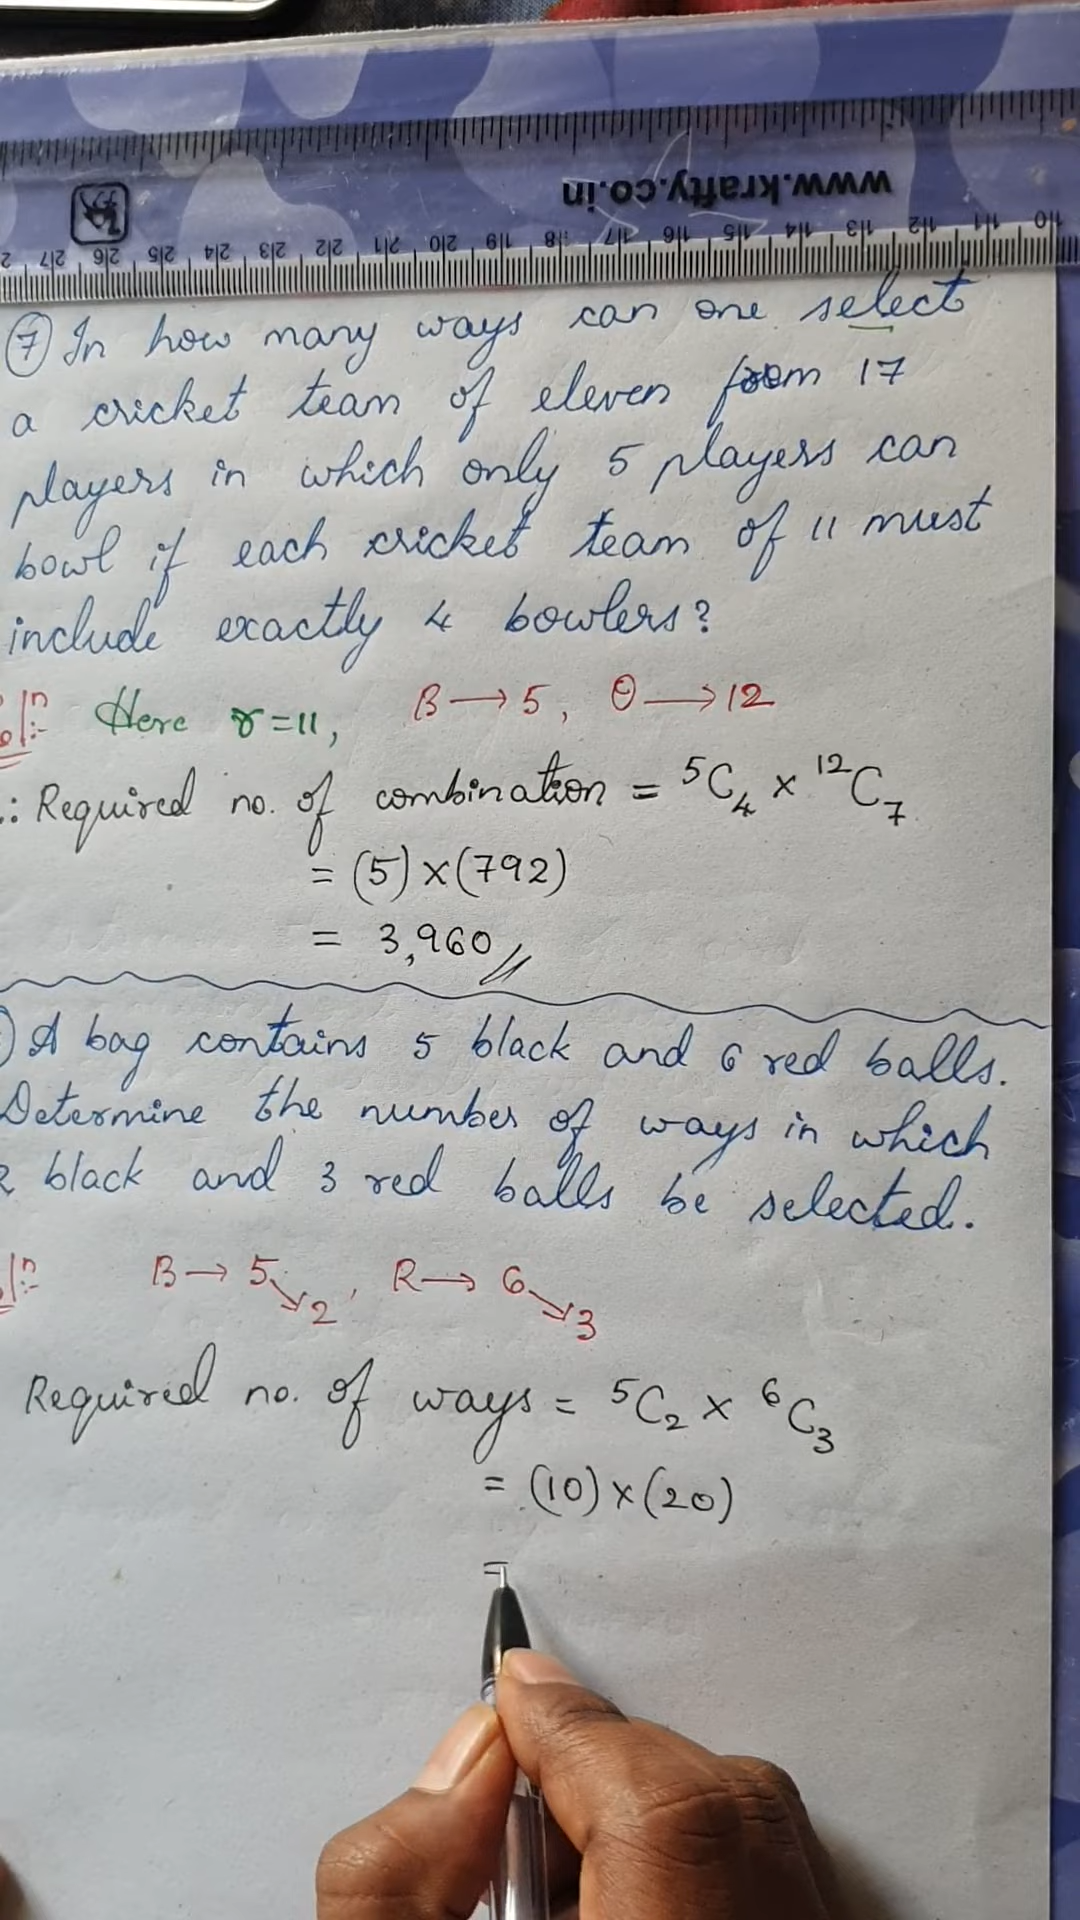 www.krafty.co.in
⑦ In how many ways can one select
a cricket team of eleven from 17
players in which only 5 players can
bowl if each cricket team of 11 must
include exactly 4 bowlers?
Here r=11, B→5, O→12
∴ Required no. of combination = ⁵C₄ × ¹²C₇
= (5)×(792)
= 3,960//
A bag contains 5 black and 6 red balls.
Determine the number of ways in which
2 black and 3 red balls be selected.
B→5↘2, R→6↘3
Required no. of ways = ⁵C₂ × ⁶C₃
= (10)×(20)
=